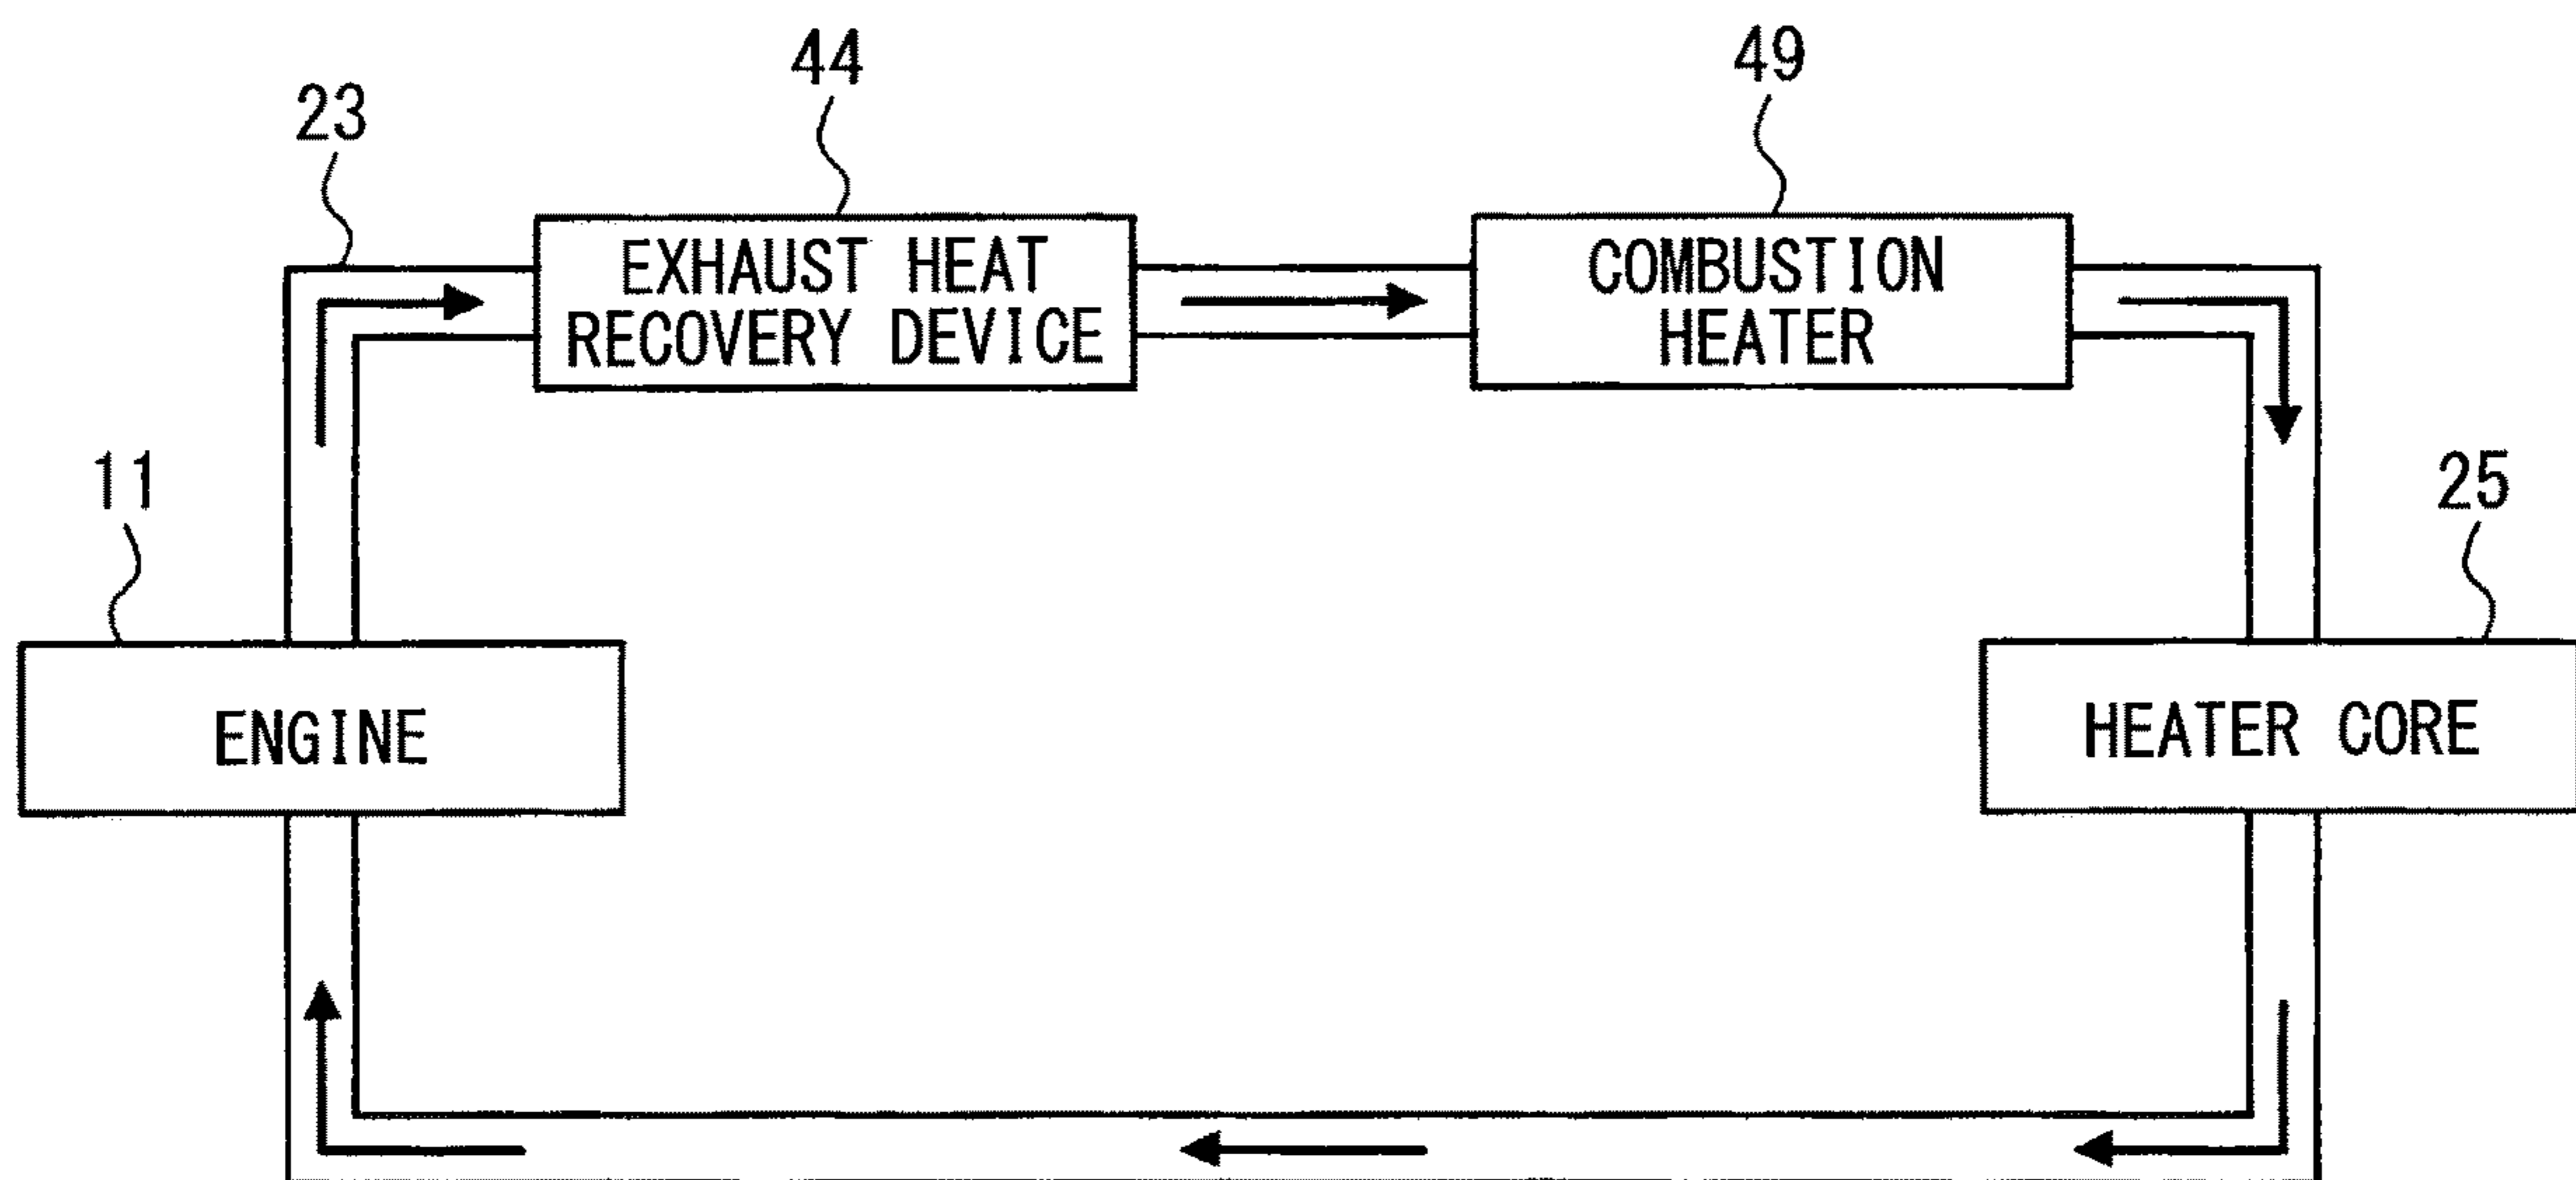 44
49
23
EXHAUST HEAT
RECOVERY DEVICE
COMBUSTION
HEATER
11
25
ENGINE
HEATER CORE